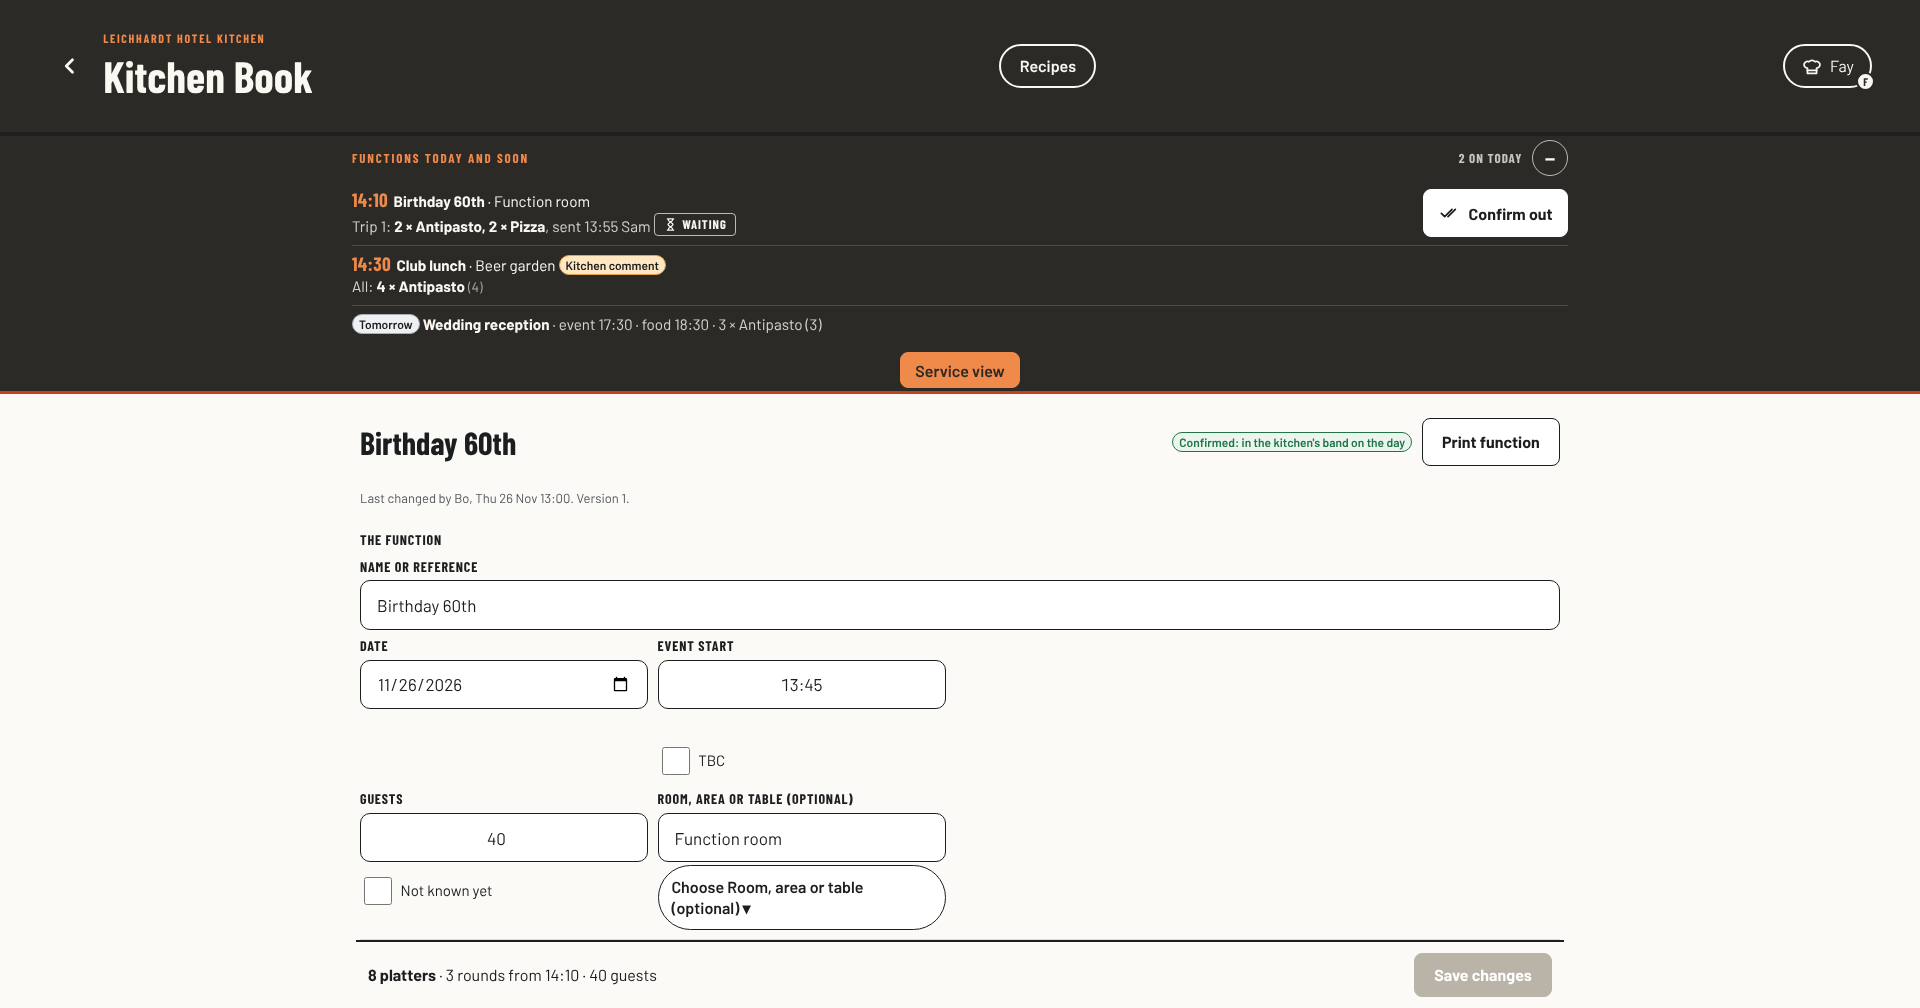 LEICHHARDT HOTEL KITCHEN
Kitchen Book
Recipes
Fay
F
FUNCTIONS TODAY AND SOON
2 ON TODAY
14:10 Birthday 60th · Function room
Trip 1: 2 × Antipasto, 2 × Pizza, sent 13:55 Sam WAITING
Confirm out
14:30 Club lunch · Beer garden Kitchen comment
All: 4 × Antipasto (4)
Tomorrow Wedding reception · event 17:30 · food 18:30 · 3 × Antipasto (3)
Service view
Birthday 60th
Confirmed: in the kitchen's band on the day
Print function
Last changed by Bo, Thu 26 Nov 13:00. Version 1.
THE FUNCTION
NAME OR REFERENCE
Birthday 60th
DATE EVENT START
11/26/2026 13:45
TBC
GUESTS ROOM, AREA OR TABLE (OPTIONAL)
40 Function room
Not known yet
Choose Room, area or table
(optional) ▼
8 platters · 3 rounds from 14:10 · 40 guests
Save changes